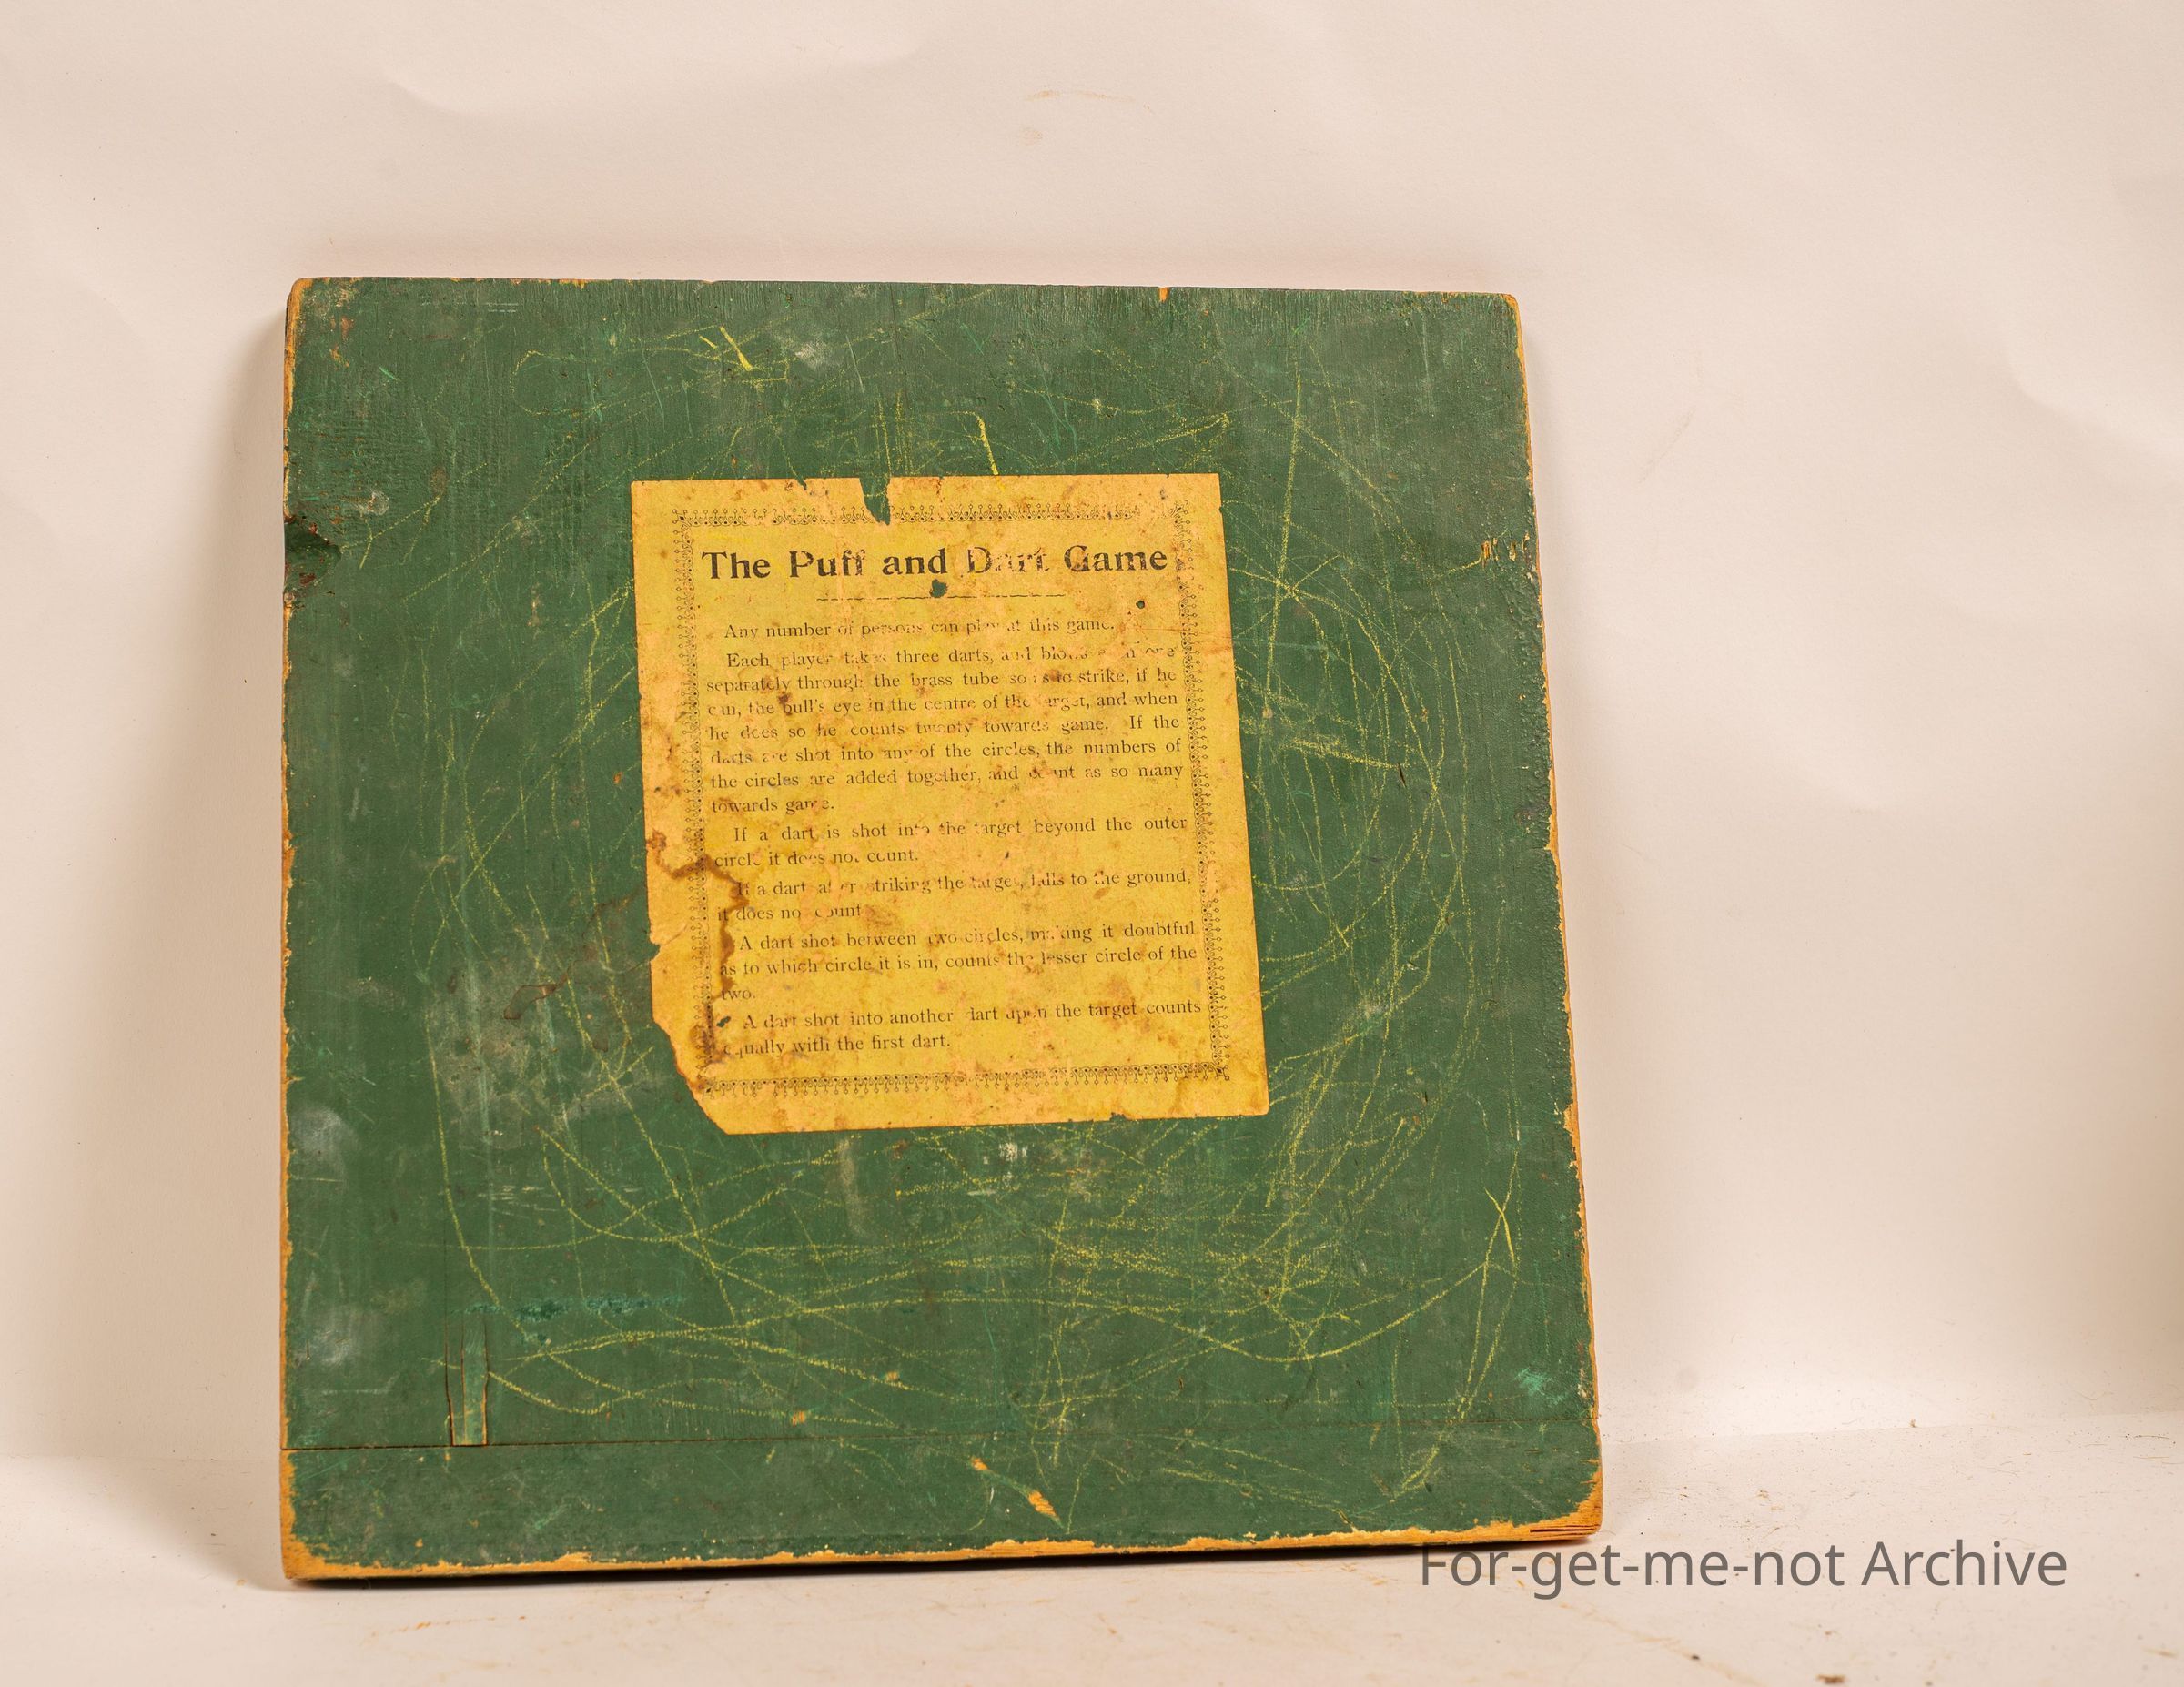 The Puff and Dart Game
Any number of persons can play at this game.
Each player takes three darts, and blows each one
separately through the brass tube so as to strike, if he
can, the bull's eye in the centre of the target, and when
he does so he counts twenty towards game. If the
darts are shot into any of the circles, the numbers of
the circles are added together, and count as so many
towards game.
If a dart is shot into the target beyond the outer
circle it does not count.
If a dart after striking the target, falls to the ground,
it does not count
A dart shot between two circles, making it doubtful
as to which circle it is in, counts the lesser circle of the
two.
A dart shot into another dart upon the target counts
equally with the first dart.
For-get-me-not Archive